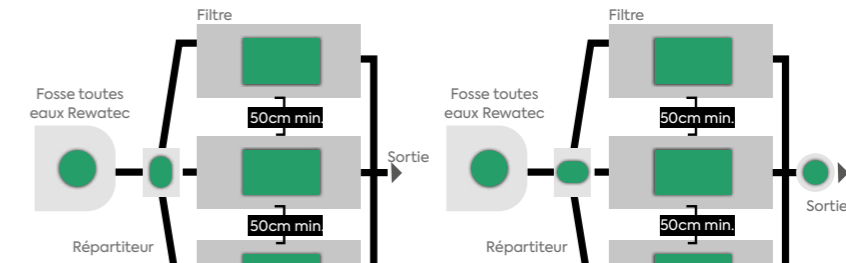 Filtre
Fosse toutes
eaux Rewatec
50cm min.
Sortie
50cm min.
Répartiteur
Filtre
Fosse toutes
eaux Rewatec
50cm min.
Sortie
50cm min.
Répartiteur